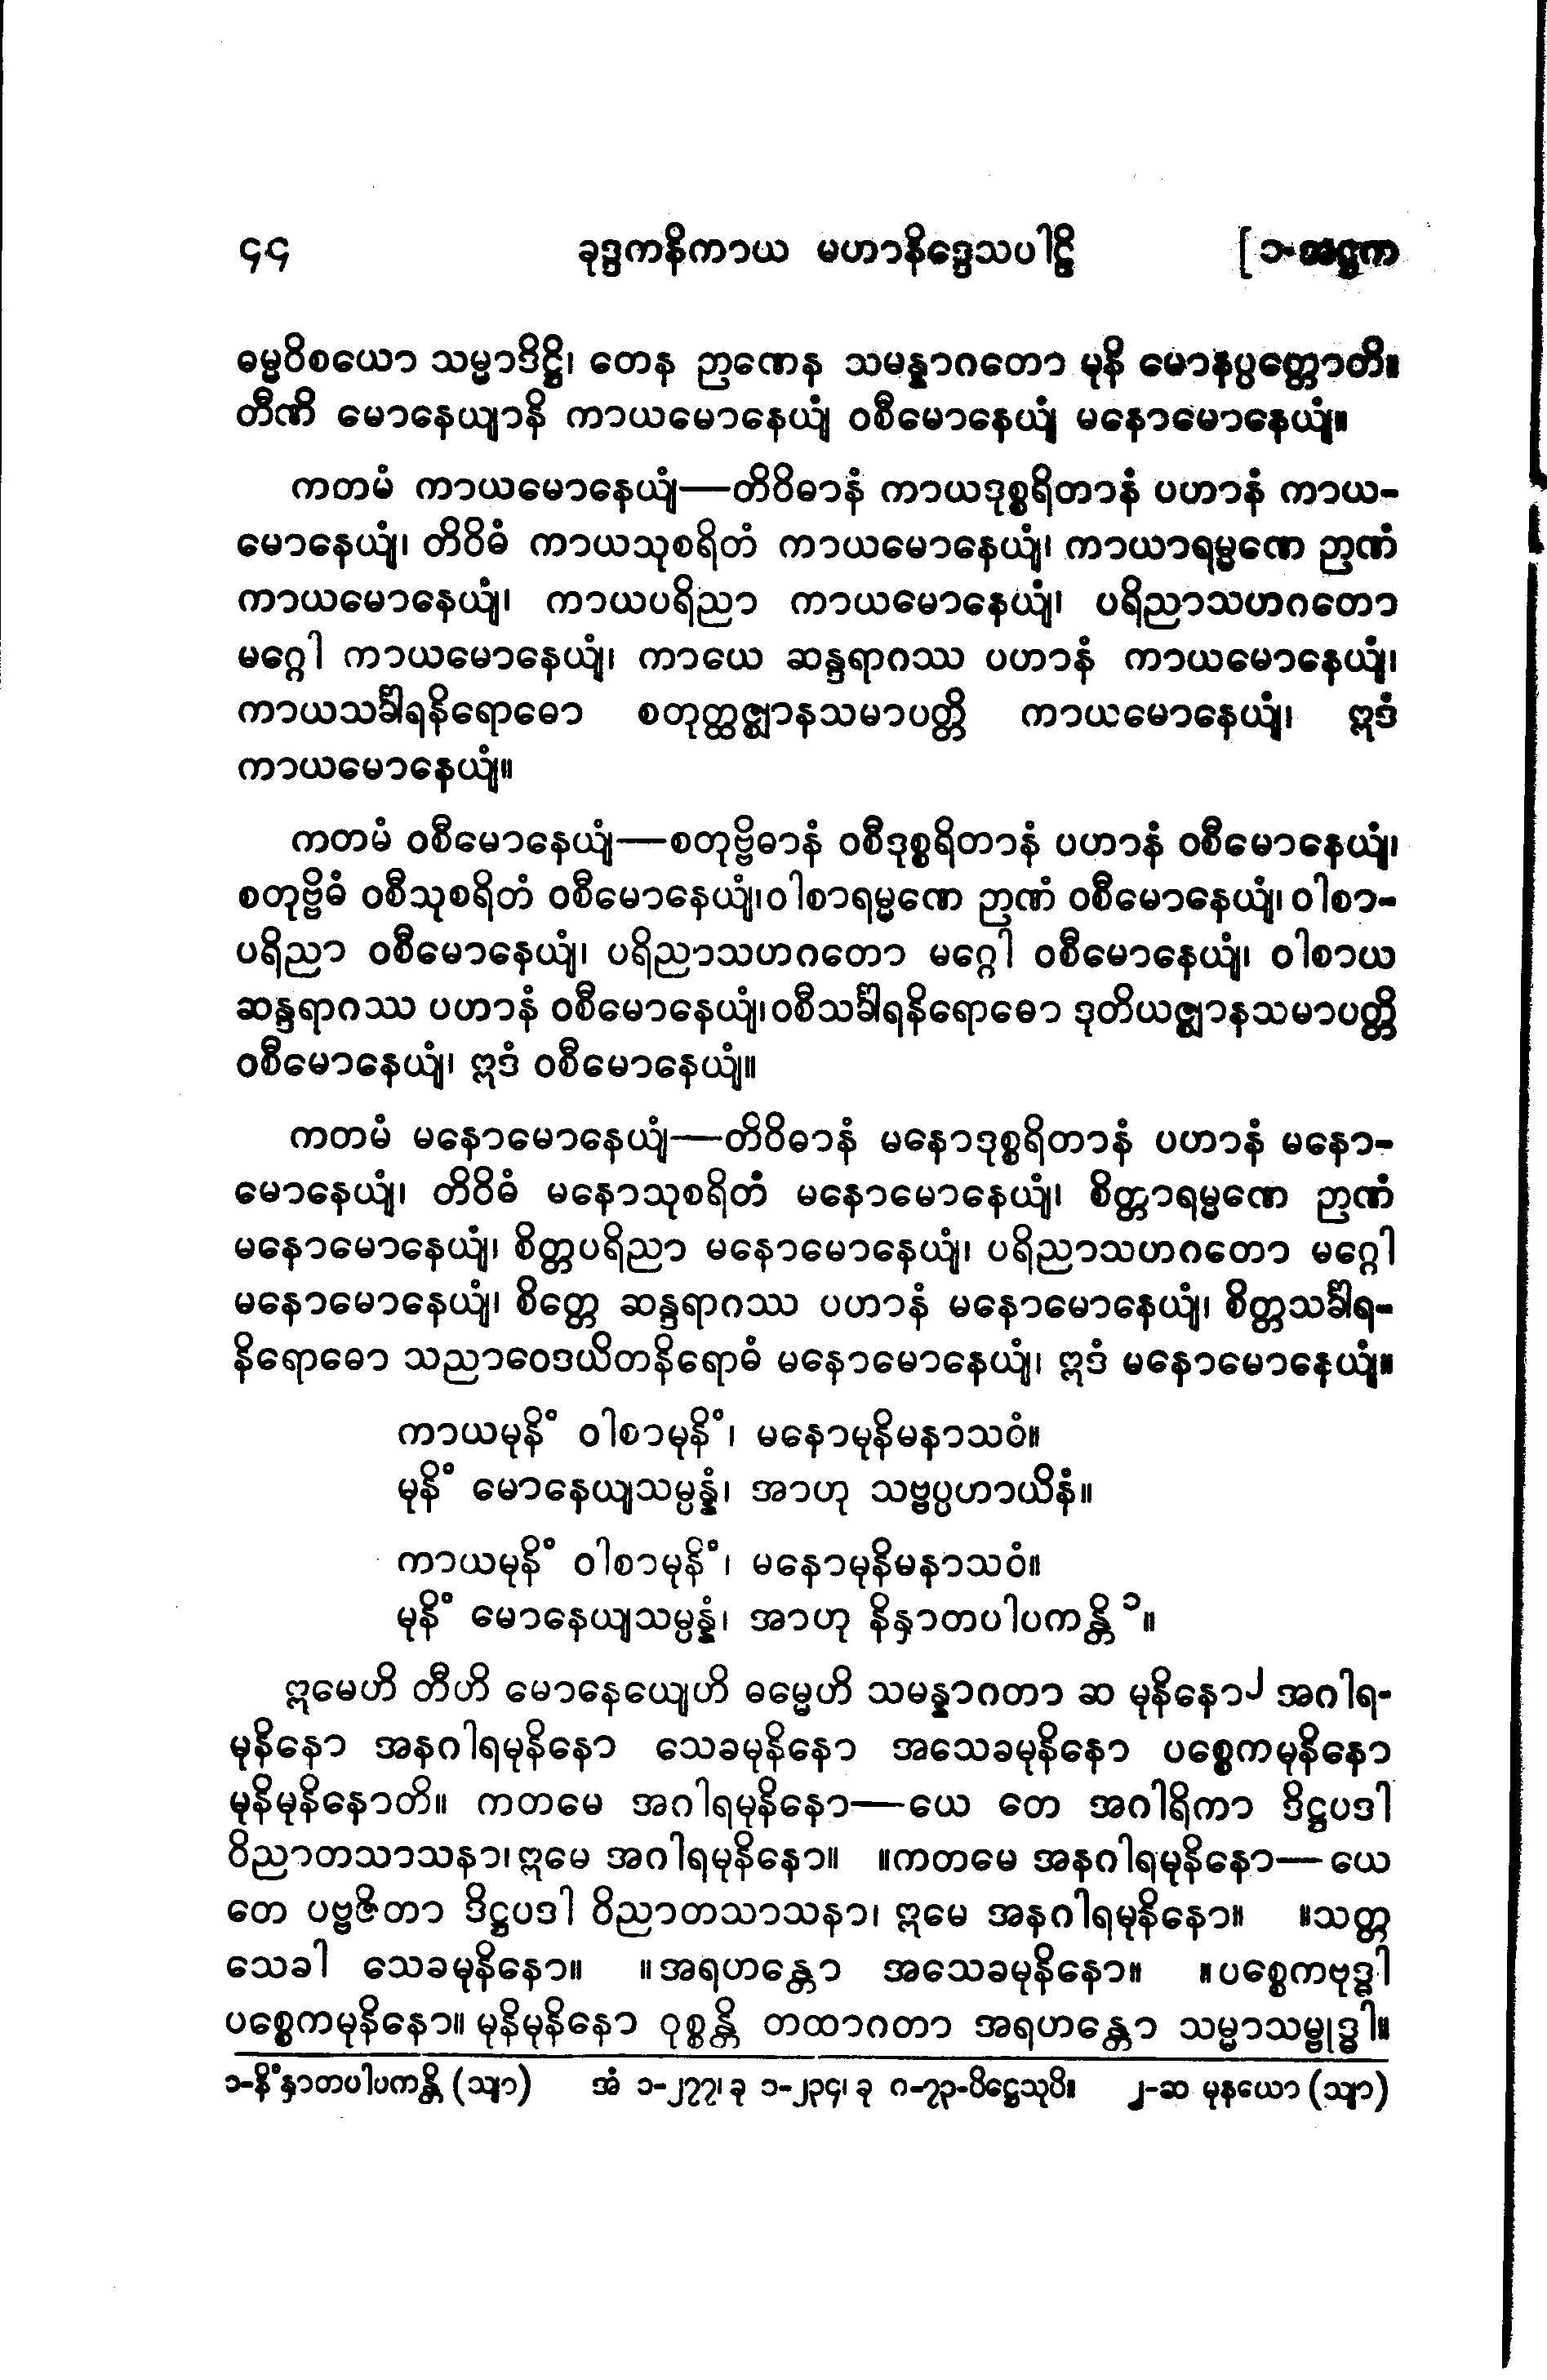 ၄၄ ခုဒ္ဒကနိကာယ မဟာနိဒ္ဒေသပါဠိ [ ၁-အဋ္ဌက
ဓမ္မဝိစယော သမ္မာဒိဋ္ဌိ၊ တေန ဉာဏေန သမန္နာဂတော မုနိ မောနပ္ပတ္တောတိ။
တီဏိ မောနေယျာနိ ကာယမောနေယျံ ဝစီမောနေယျံ မနောမောနေယျံ။
ကတမံ ကာယမောနေယျံ—တိဝိဓာနံ ကာယဒုစ္စရိတာနံ ပဟာနံ ကာယ-
မောနေယျံ၊ တိဝိဓံ ကာယသုစရိတံ ကာယမောနေယျံ၊ ကာယာရမ္မဏေ ဉာဏံ
ကာယမောနေယျံ၊ ကာယပရိညာ ကာယမောနေယျံ၊ ပရိညာသဟဂတော
မဂ္ဂေါ ကာယမောနေယျံ၊ ကာယေ ဆန္ဒရာဂဿ ပဟာနံ ကာယမောနေယျံ၊
ကာယသင်္ခါရနိရောဓော စတုတ္ထဇ္ဈာနသမာပတ္တိ ကာယမောနေယျံ၊ ဣဒံ
ကာယမောနေယျံ။
ကတမံ ဝစီမောနေယျံ—စတုဗ္ဗိဓာနံ ဝစီဒုစ္စရိတာနံ ပဟာနံ ဝစီမောနေယျံ၊
စတုဗ္ဗိဓံ ဝစီသုစရိတံ ဝစီမောနေယျံ၊ ဝါစာရမ္မဏေ ဉာဏံ ဝစီမောနေယျံ၊ ဝါစာ-
ပရိညာ ဝစီမောနေယျံ၊ ပရိညာသဟဂတော မဂ္ဂေါ ဝစီမောနေယျံ၊ ဝါစာယ
ဆန္ဒရာဂဿ ပဟာနံ ဝစီမောနေယျံ၊ ဝစီသင်္ခါရနိရောဓော ဒုတိယဇ္ဈာနသမာပတ္တိ
ဝစီမောနေယျံ၊ ဣဒံ ဝစီမောနေယျံ။
ကတမံ မနောမောနေယျံ—တိဝိဓာနံ မနောဒုစ္စရိတာနံ ပဟာနံ မနော-
မောနေယျံ၊ တိဝိဓံ မနောသုစရိတံ မနောမောနေယျံ၊ စိတ္တာရမ္မဏေ ဉာဏံ
မနောမောနေယျံ၊ စိတ္တပရိညာ မနောမောနေယျံ၊ ပရိညာသဟဂတော မဂ္ဂေါ
မနောမောနေယျံ၊ စိတ္တေ ဆန္ဒရာဂဿ ပဟာနံ မနောမောနေယျံ၊ စိတ္တသင်္ခါရ-
နိရောဓော သညာဝေဒယိတနိရောဓံ မနောမောနေယျံ၊ ဣဒံ မနောမောနေယျံ။
ကာယမုနိံ ဝါစာမုနိံ၊ မနောမုနိမနာသဝံ။
မုနိံ မောနေယျသမ္ပန္နံ၊ အာဟု သဗ္ဗပ္ပဟာယိနံ။
ကာယမုနိံ ဝါစာမုနိံ၊ မနောမုနိမနာသဝံ။
မုနိံ မောနေယျသမ္ပန္နံ၊ အာဟု နိနှာတပါပကန္တိ ၁။
ဣမေဟိ တီဟိ မောနေယျေဟိ ဓမ္မေဟိ သမန္နာဂတာ ဆ မုနိနော၂ အဂါရ-
မုနိနော အနဂါရမုနိနော သေခမုနိနော အသေခမုနိနော ပစ္စေကမုနိနော
မုနိမုနိနောတိ။ ကတမေ အဂါရမုနိနော—ယေ တေ အဂါရိကာ ဒိဋ္ဌပဒါ
ဝိညာတသာသနာ၊ ဣမေ အဂါရမုနိနော။ ။ကတမေ အနဂါရမုနိနော—ယေ
တေ ပဗ္ဗဇိတာ ဒိဋ္ဌပဒါ ဝိညာတသာသနာ၊ ဣမေ အနဂါရမုနိနော။ ။သတ္တ
သေခါ သေခမုနိနော။ ။အရဟန္တော အသေခမုနိနော။ ။ပစ္စေကဗုဒ္ဓါ
ပစ္စေကမုနိနော။ မုနိမုနိနော ဝုစ္စန္တိ တထာဂတာ အရဟန္တော သမ္မာသမ္ဗုဒ္ဓါ။
၁-နိံနှာတပါပကန္တိ (သျာ) အံ ၁-၂၇၇၊ ခု ၁-၂၃၄၊ ခု ဂ-၇၃-ပိဋ္ဌေသုပိ။ ၂-ဆ မုနယော (သျာ)